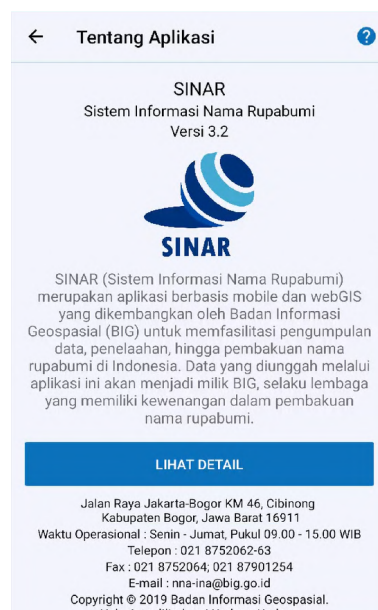 Tentang Aplikasi
?
SINAR
Sistem Informasi Nama Rupabumi
Versi 3.2
SINAR
SINAR (Sistem Informasi Nama Rupabumi)
merupakan aplikasi berbasis mobile dan webGIS
yang dikembangkan oleh Badan Informasi
Geospasial (BIG) untuk memfasilitasi pengumpulan
data, penelaahan, hingga pembakuan nama
rupabumi di Indonesia. Data yang diunggah melalui
aplikasi ini akan menjadi milik BIG, selaku lembaga
yang memiliki kewenangan dalam pembakuan
nama rupabumi.
LIHAT DETAIL
Jalan Raya Jakarta-Bogor KM 46, Cibinong
Kabupaten Bogor, Jawa Barat 16911
Waktu Operasional : Senin - Jumat, Pukul 09.00 - 15.00 WIB
Telepon : 021 8752062-63
Fax : 021 8752064; 021 87901254
E-mail : nna-ina@big.go.id
Copyright © 2019 Badan Informasi Geospasial.